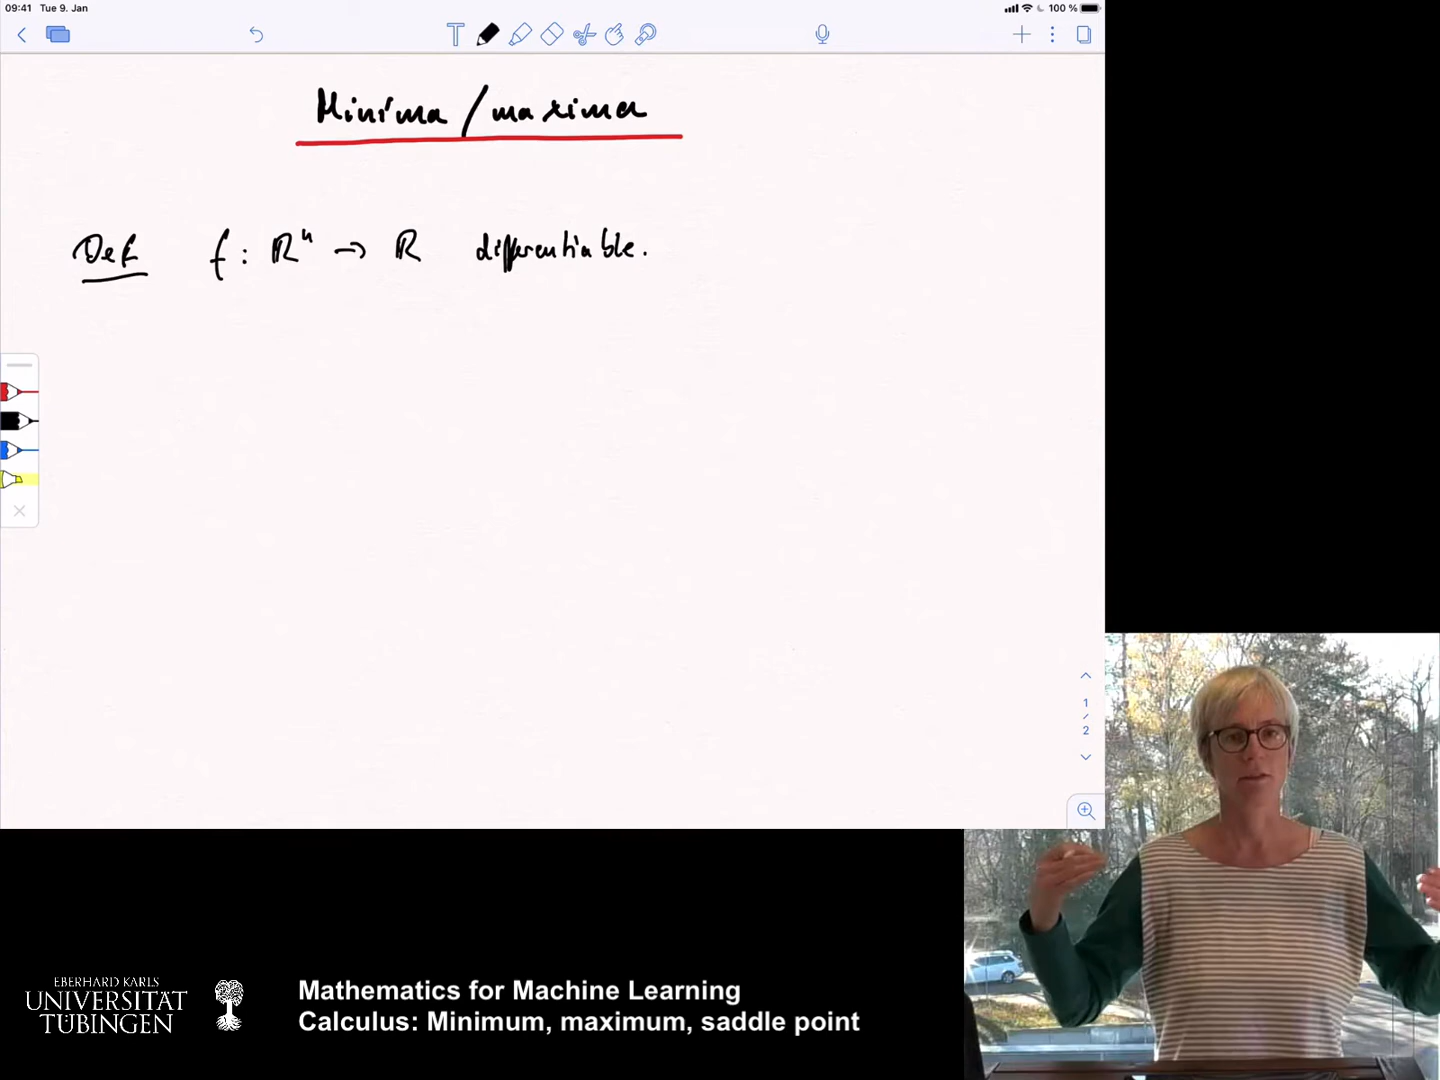 09:41 Tue 9. Jan 100 %
Minima / maxima
Def f : ℝⁿ → ℝ differentiable.
1
/
2
EBERHARD KARLS
UNIVERSITÄT
TÜBINGEN
Mathematics for Machine Learning
Calculus: Minimum, maximum, saddle point